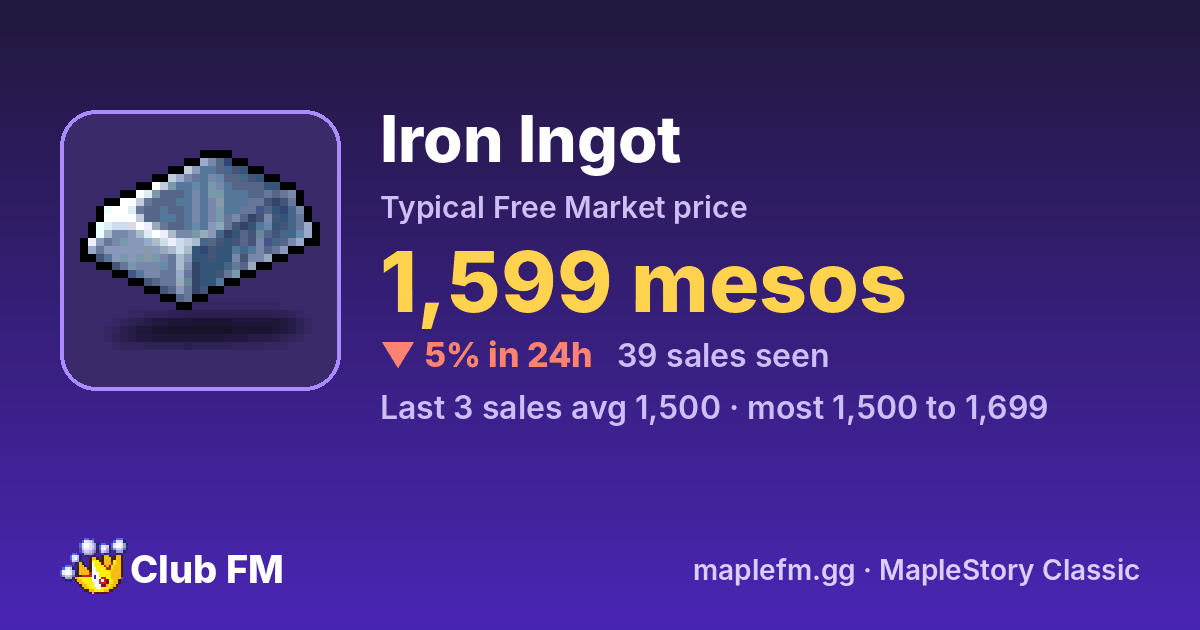 Iron Ingot
Typical Free Market price
1,599 mesos
▼ 5% in 24h 39 sales seen
Last 3 sales avg 1,500 · most 1,500 to 1,699
Club FM
maplefm.gg · MapleStory Classic